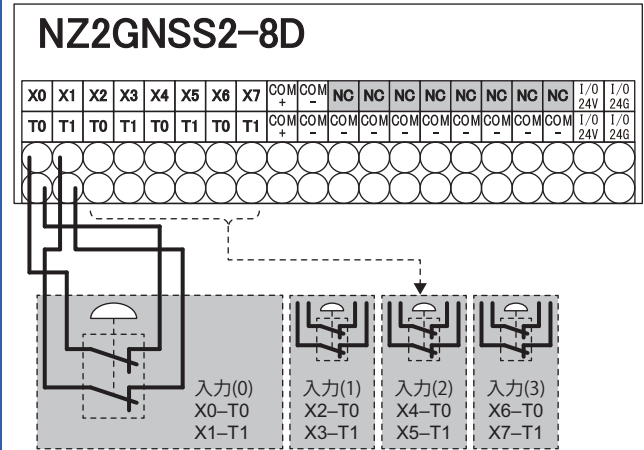 NZ2GNSS2-8D
X0 X1 X2 X3 X4 X5 X6 X7 COM+ COM- NC NC NC NC NC NC NC NC I/O 24V I/O 24G
T0 T1 T0 T1 T0 T1 T0 T1 COM+ COM- COM- COM- COM- COM- COM- COM- COM- COM- I/O 24V I/O 24G
入力(0)
X0–T0
X1–T1
入力(1)
X2–T0
X3–T1
入力(2)
X4–T0
X5–T1
入力(3)
X6–T0
X7–T1